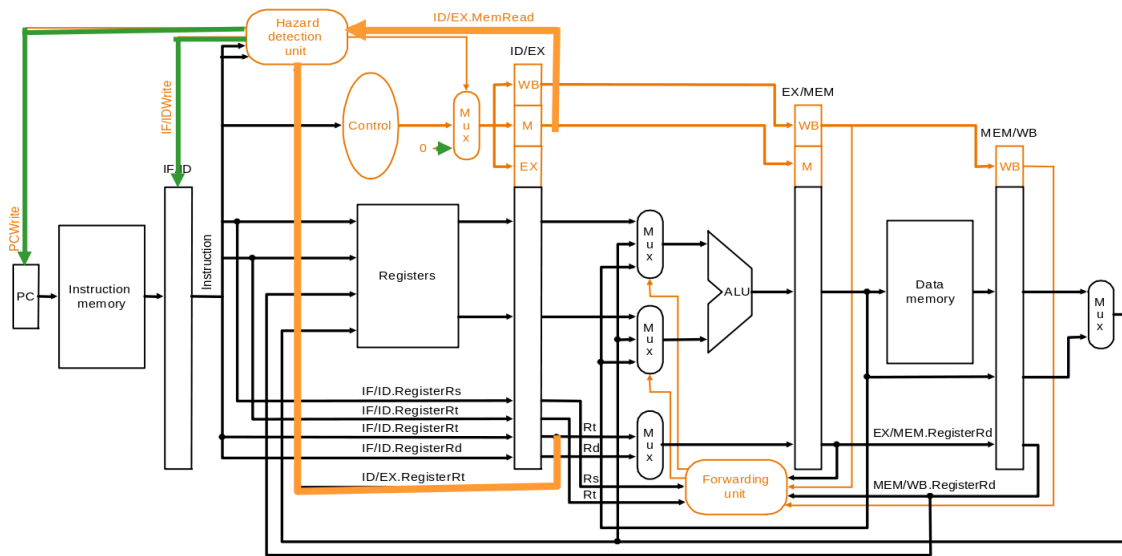 ID/EX.MemRead
Hazard
detection
unit
ID/EX
IF/IDWrite
PCWrite
Control
M
u
x
0
WB
M
EX
EX/MEM
WB
M
MEM/WB
WB
IF/ID
Instruction
PC
Instruction
memory
Registers
M
u
x
M
u
x
ALU
Data
memory
M
u
x
IF/ID.RegisterRs
IF/ID.RegisterRt
IF/ID.RegisterRt
IF/ID.RegisterRd
ID/EX.RegisterRt
Rt
Rd
Rs
Rt
M
u
x
Forwarding
unit
EX/MEM.RegisterRd
MEM/WB.RegisterRd